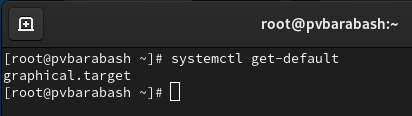 root@pvbarabash:~
[root@pvbarabash ~]# systemctl get-default
graphical.target
[root@pvbarabash ~]#